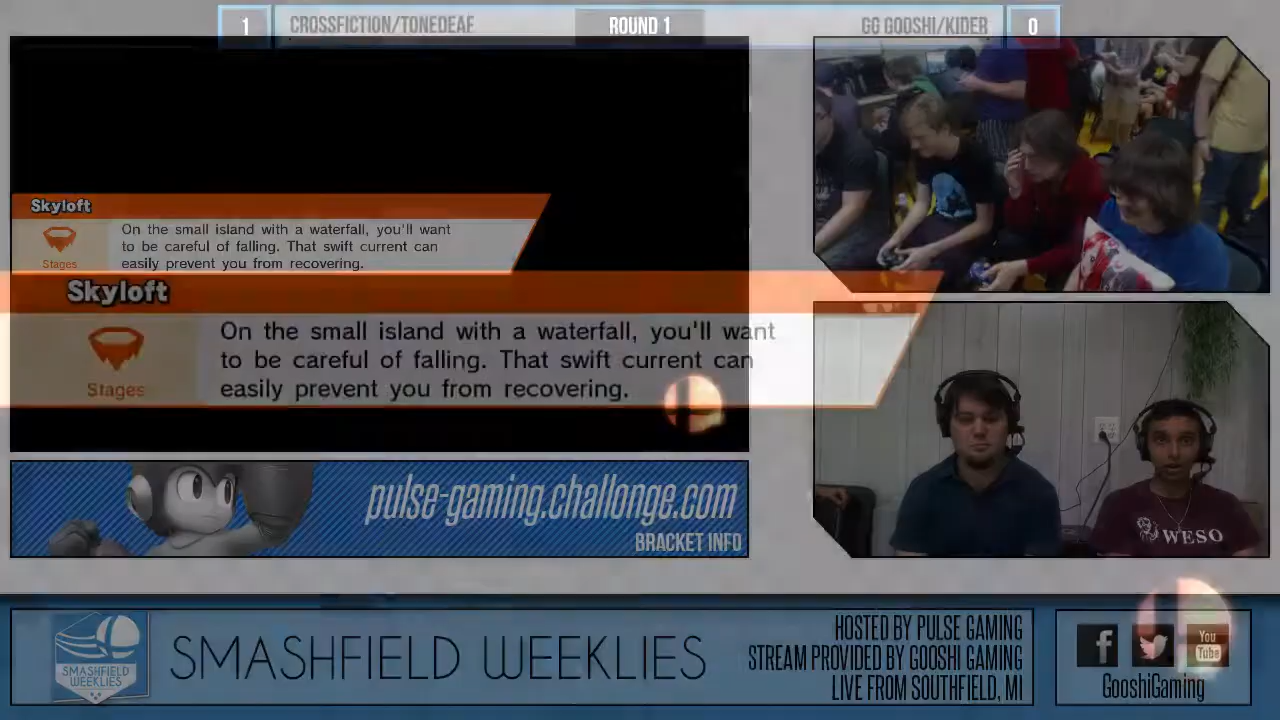 1 CROSSFICTION/TONEDEAF ROUND 1 GG GOOSHI/KIDER 0
Skyloft
Stages
On the small island with a waterfall, you'll want
to be careful of falling. That swift current can
easily prevent you from recovering.
Skyloft
Stages
On the small island with a waterfall, you'll want
to be careful of falling. That swift current can
easily prevent you from recovering.
WESO
pulse-gaming.challonge.com
BRACKET INFO
SMASHFIELD
WEEKLIES
SMASHFIELD WEEKLIES
HOSTED BY PULSE GAMING
STREAM PROVIDED BY GOOSHI GAMING
LIVE FROM SOUTHFIELD, MI
f
You
Tube
GooshiGaming